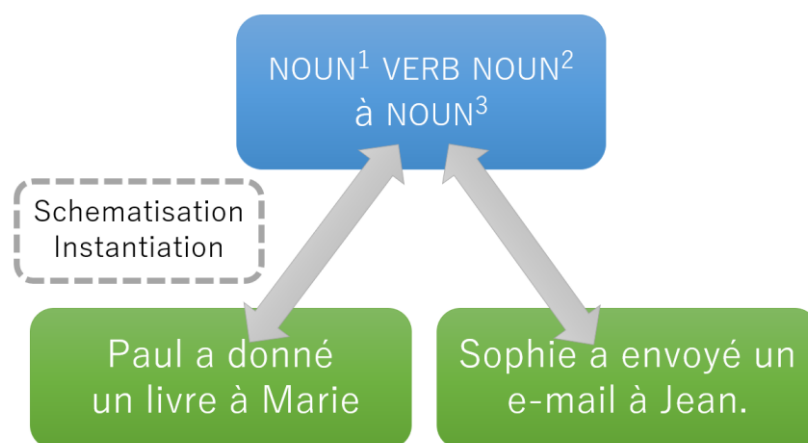 NOUN¹ VERB NOUN²
à NOUN³
Schematisation
Instantiation
Paul a donné
un livre à Marie
Sophie a envoyé un
e-mail à Jean.